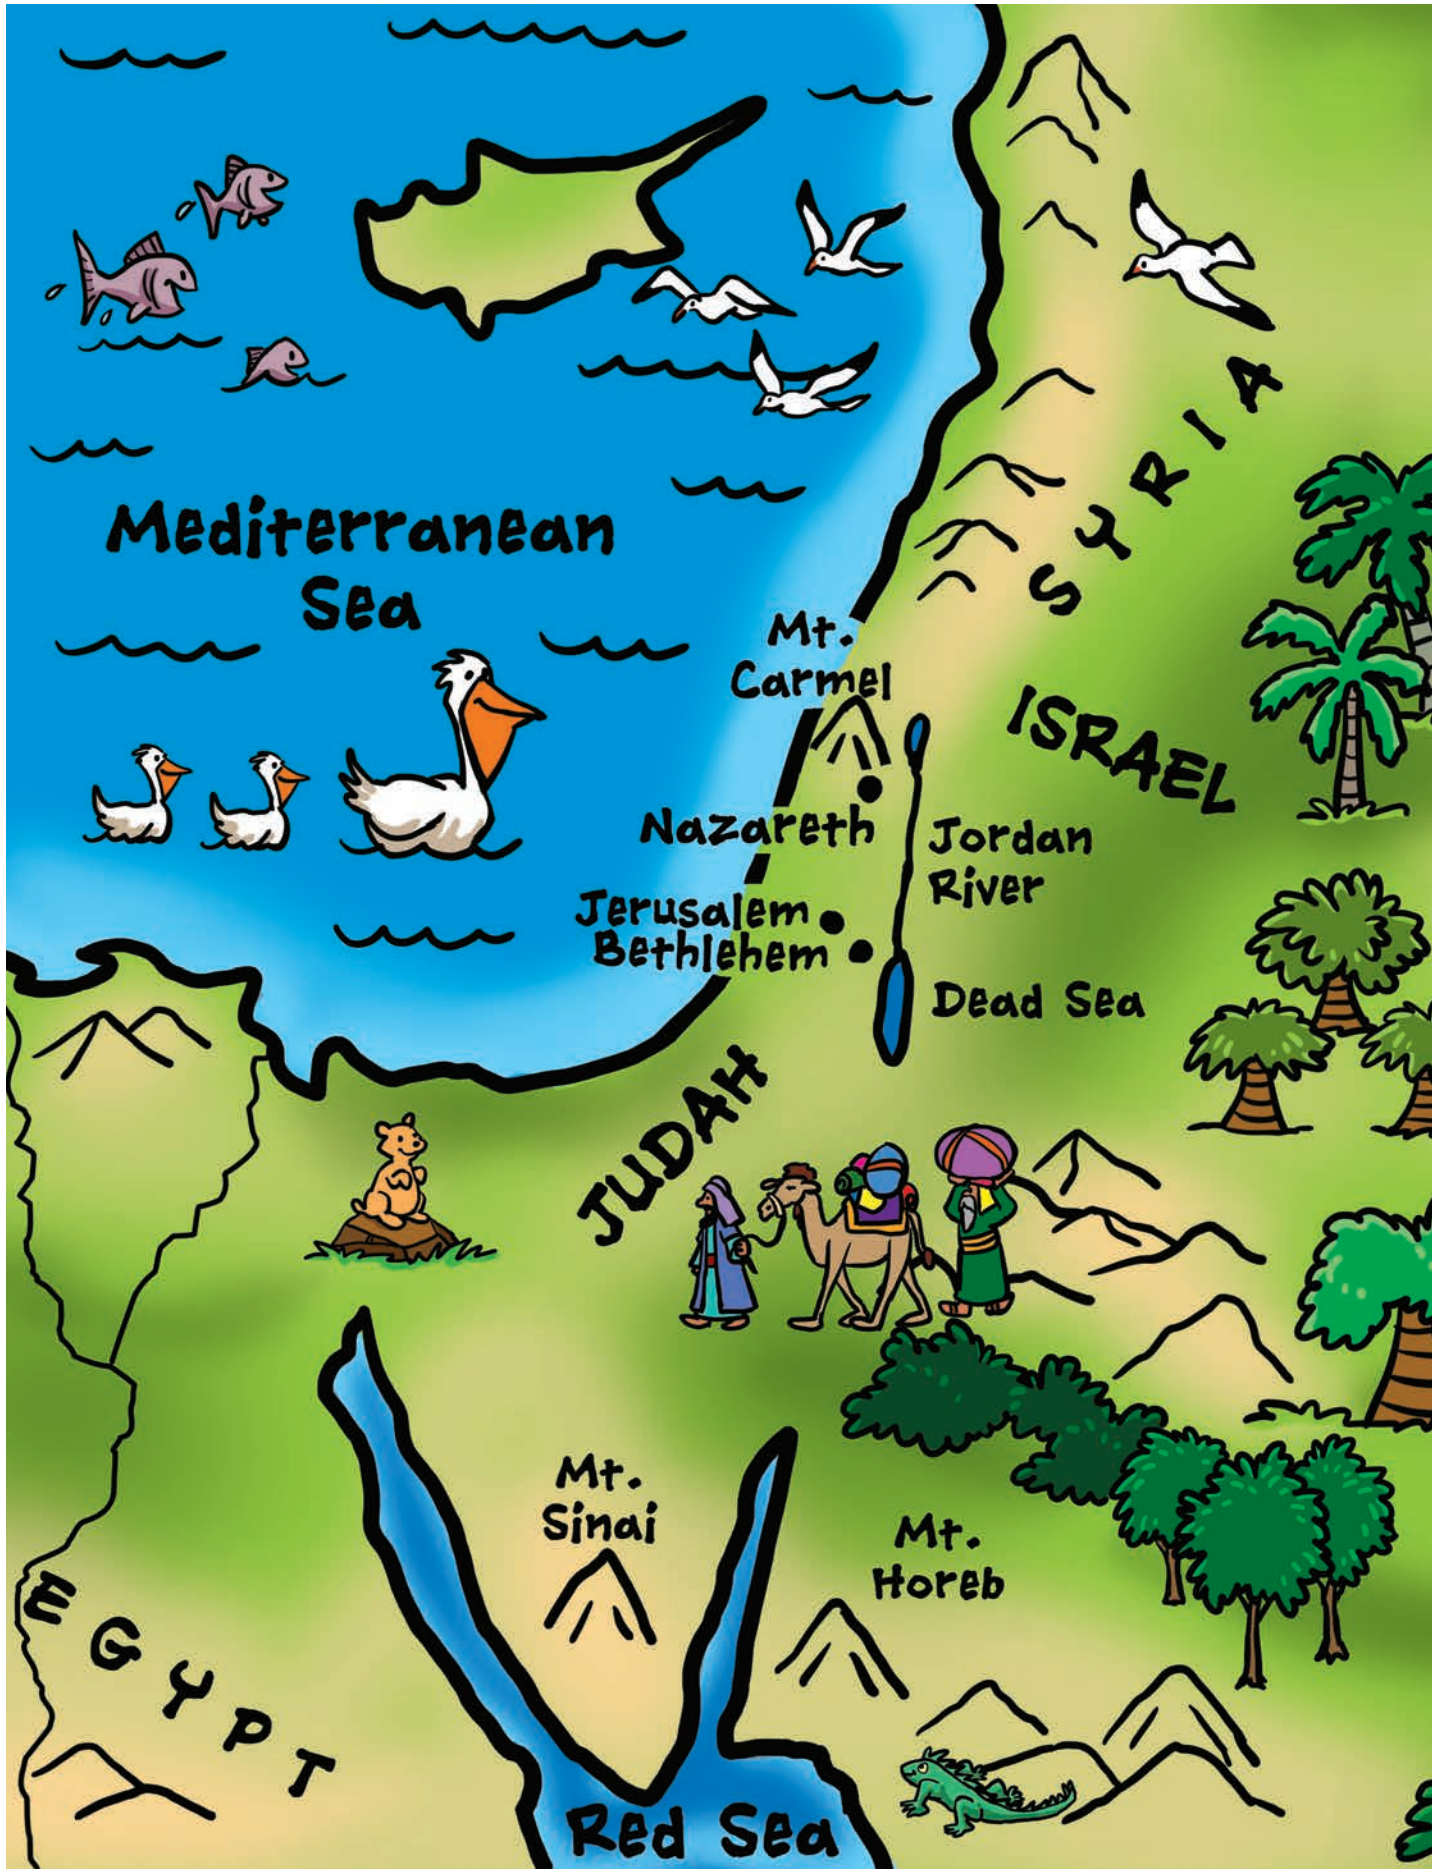 SYRIA
Mediterranean
Sea
Mt.
Carmel
ISRAEL
Nazareth
Jordan
River
Jerusalem
Bethlehem
Dead Sea
JUDAH
Mt.
Sinai
Mt.
Horeb
EGYPT
Red Sea